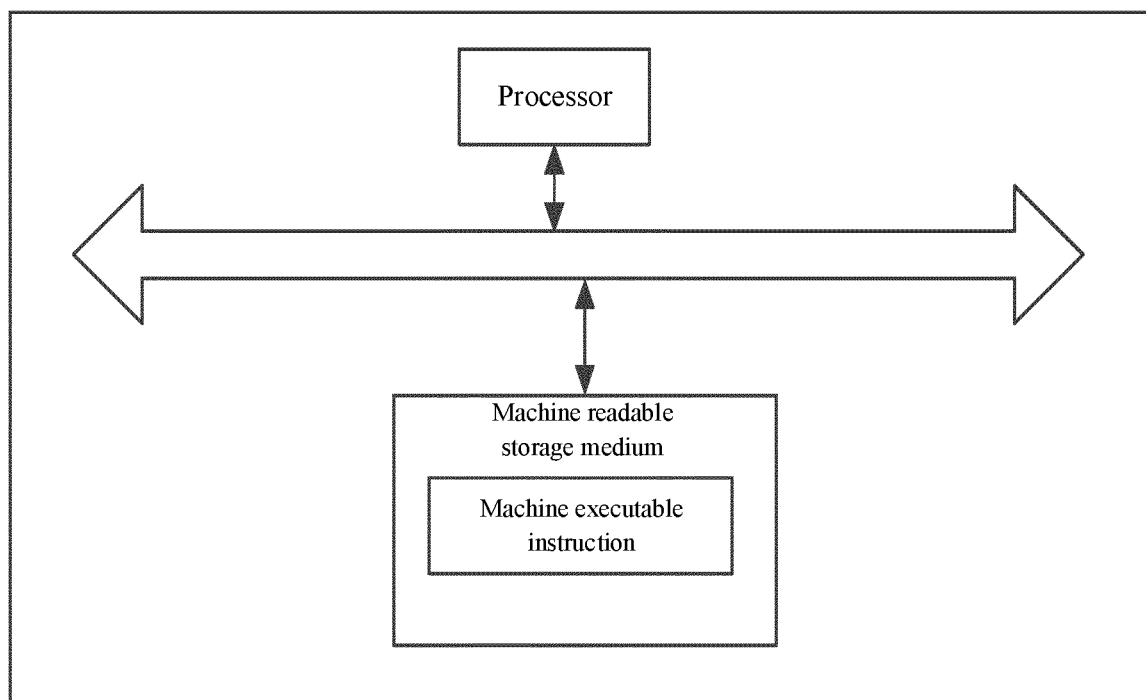 Processor
Machine readable
storage medium
Machine executable
instruction